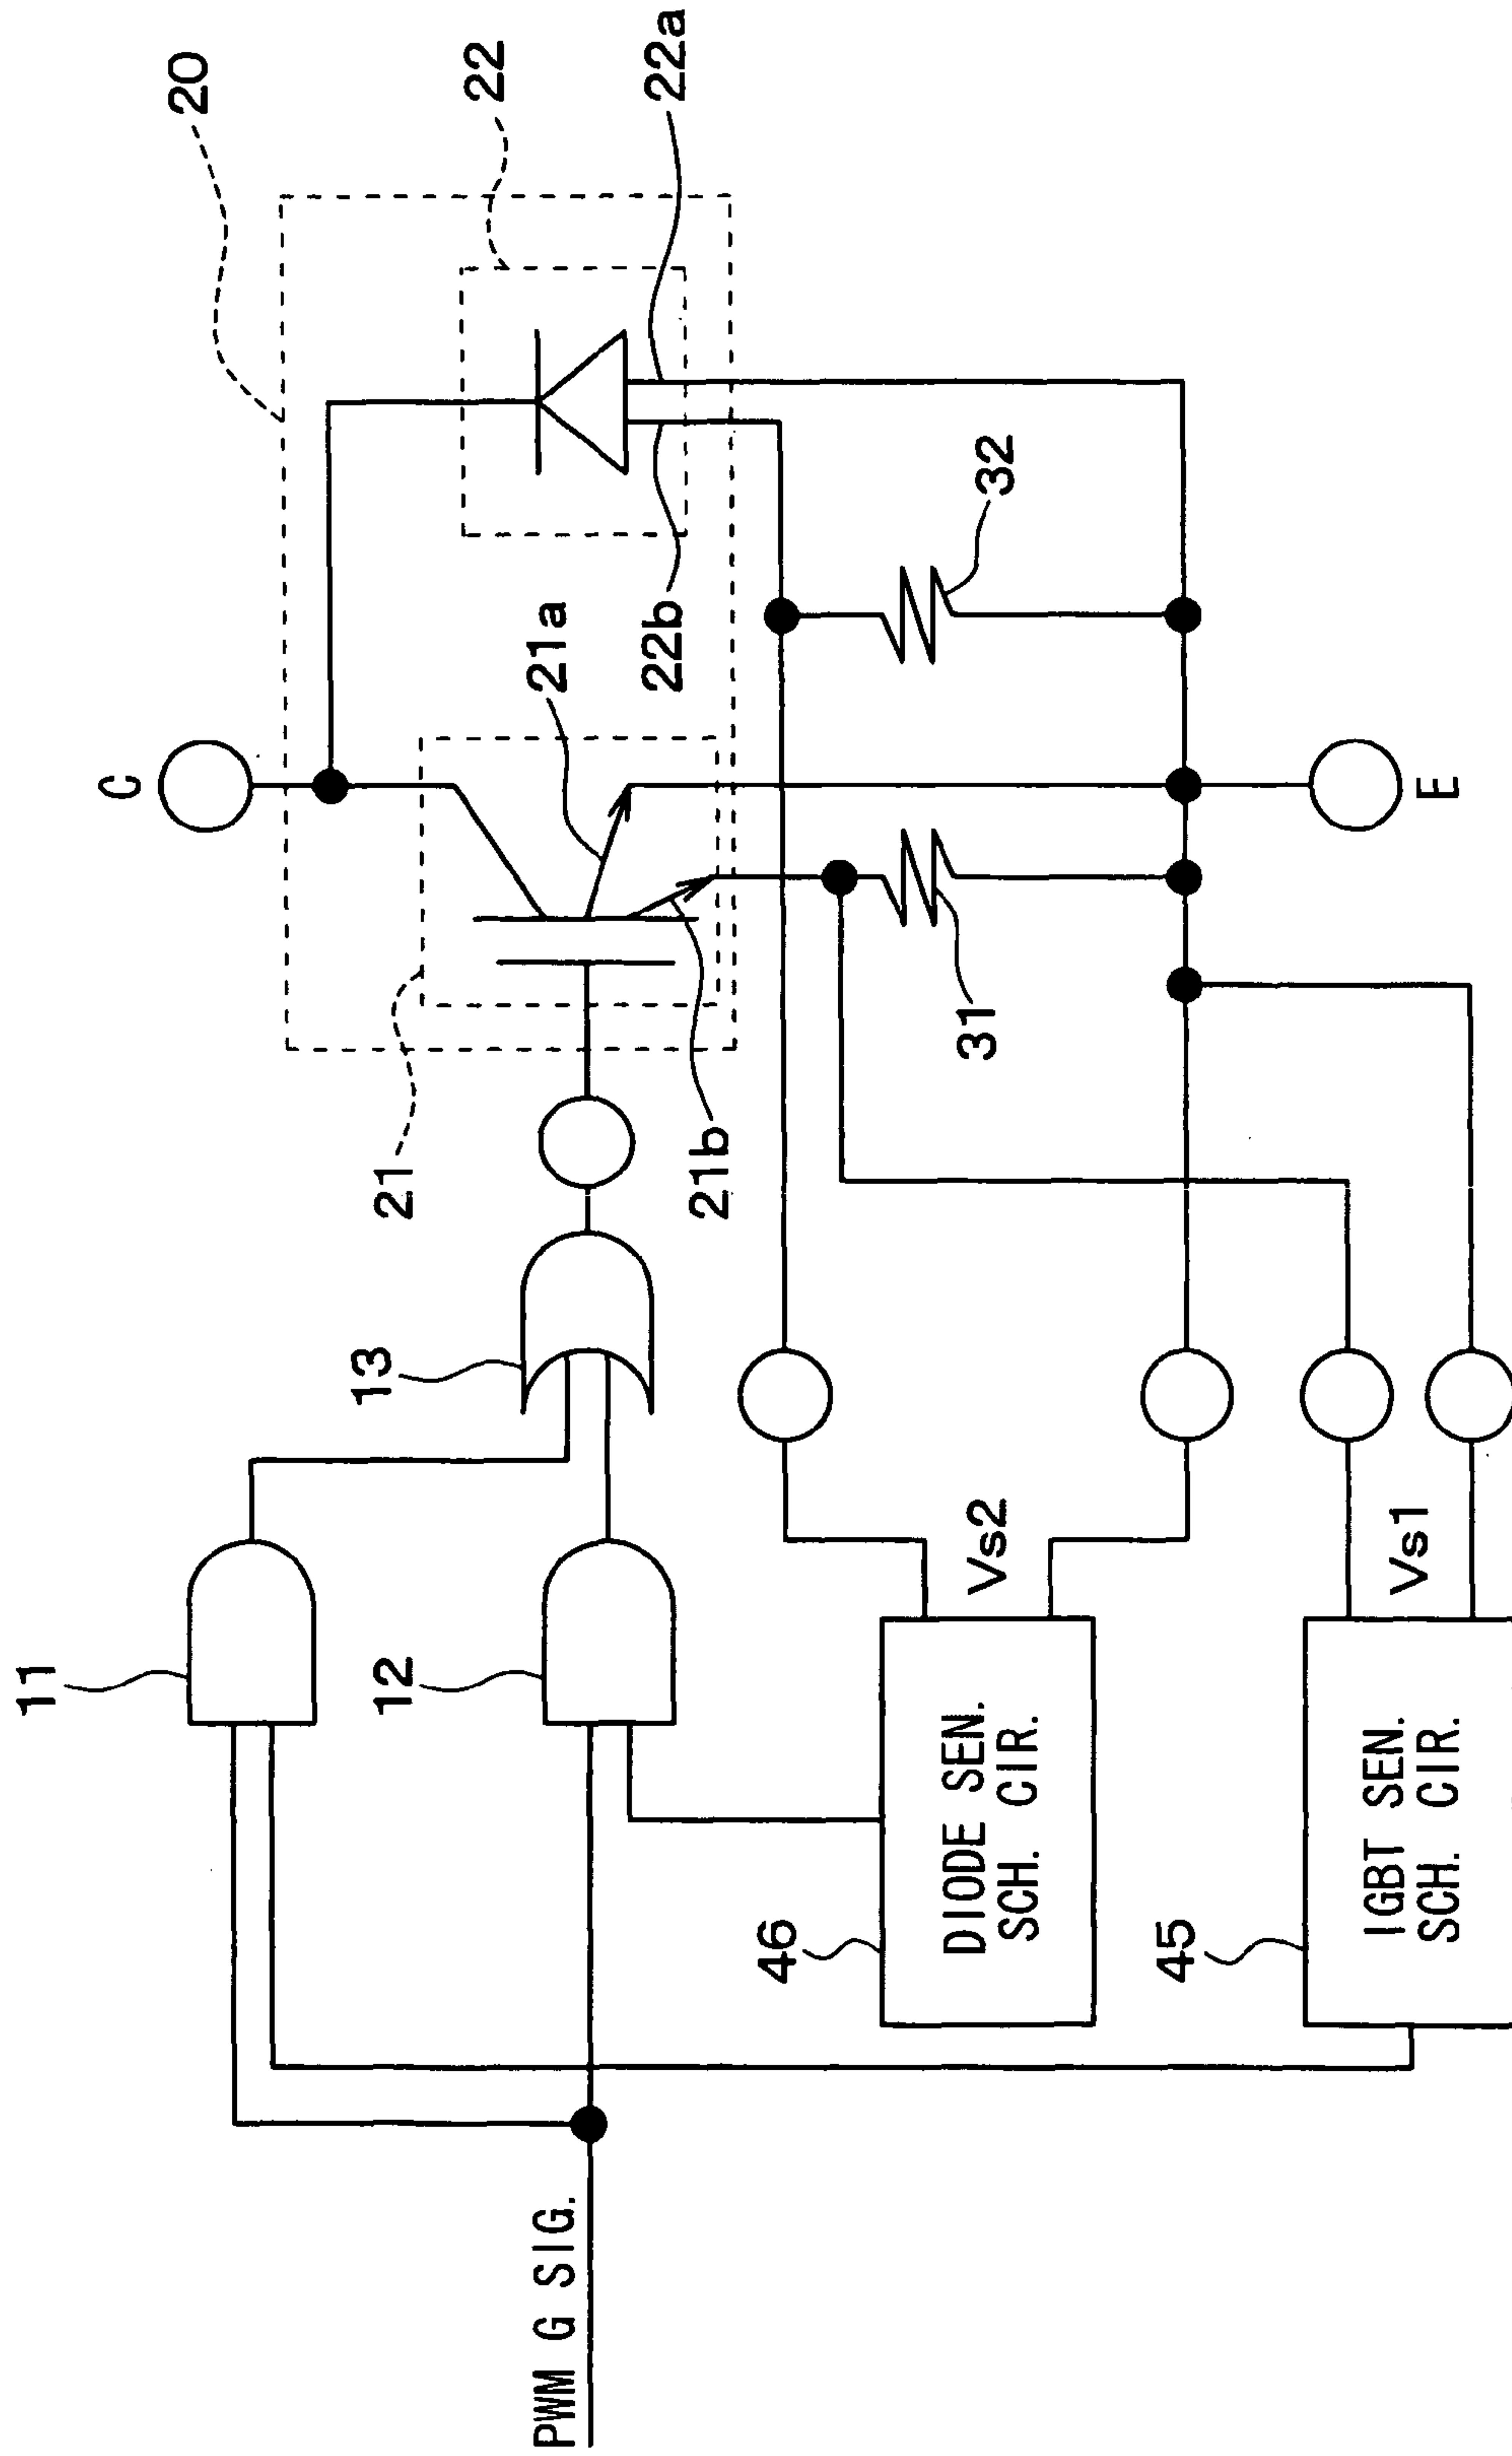 11
C
20
12
13
21
22
PWM G SIG.
21a
22b
22a
21b
46
DIODE SEN.
SCH. CIR.
Vs2
31
32
45
IGBT SEN.
SCH. CIR.
Vs1
E